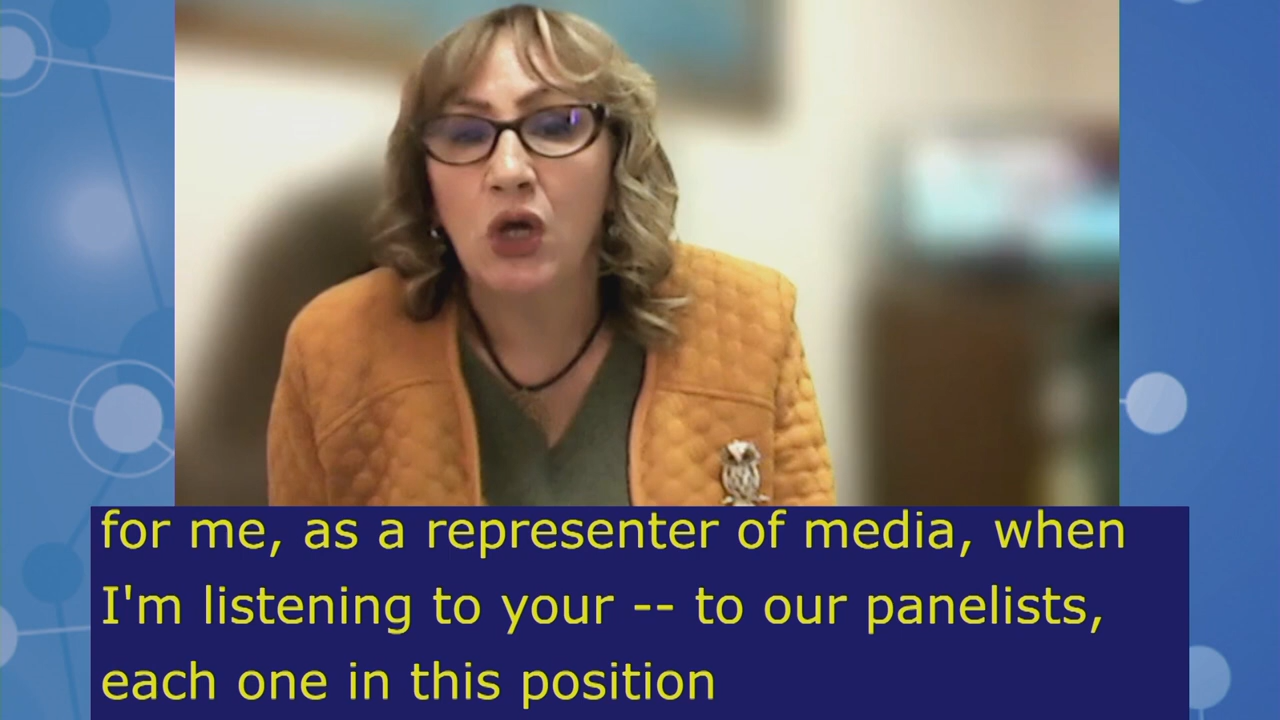 for me, as a representer of media, when
I'm listening to your -- to our panelists,
each one in this position